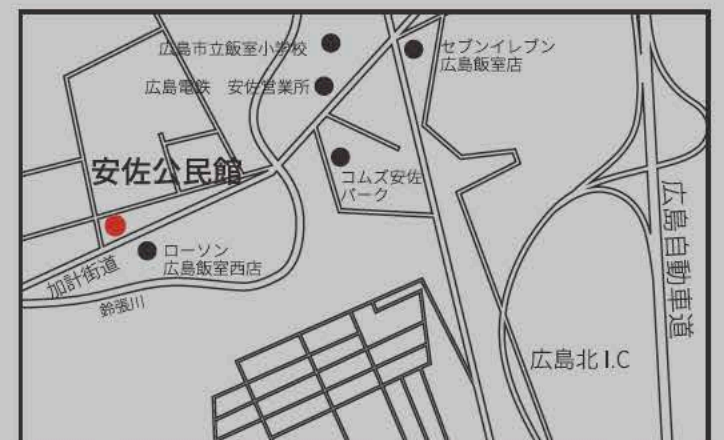 広島市立飯室小学校
セブンイレブン
広島飯室店
広島電鉄 安佐営業所
安佐公民館
コムズ安佐
パーク
ローソン
広島飯室西店
加計街道
鈴張川
広島自動車道
広島北 I.C